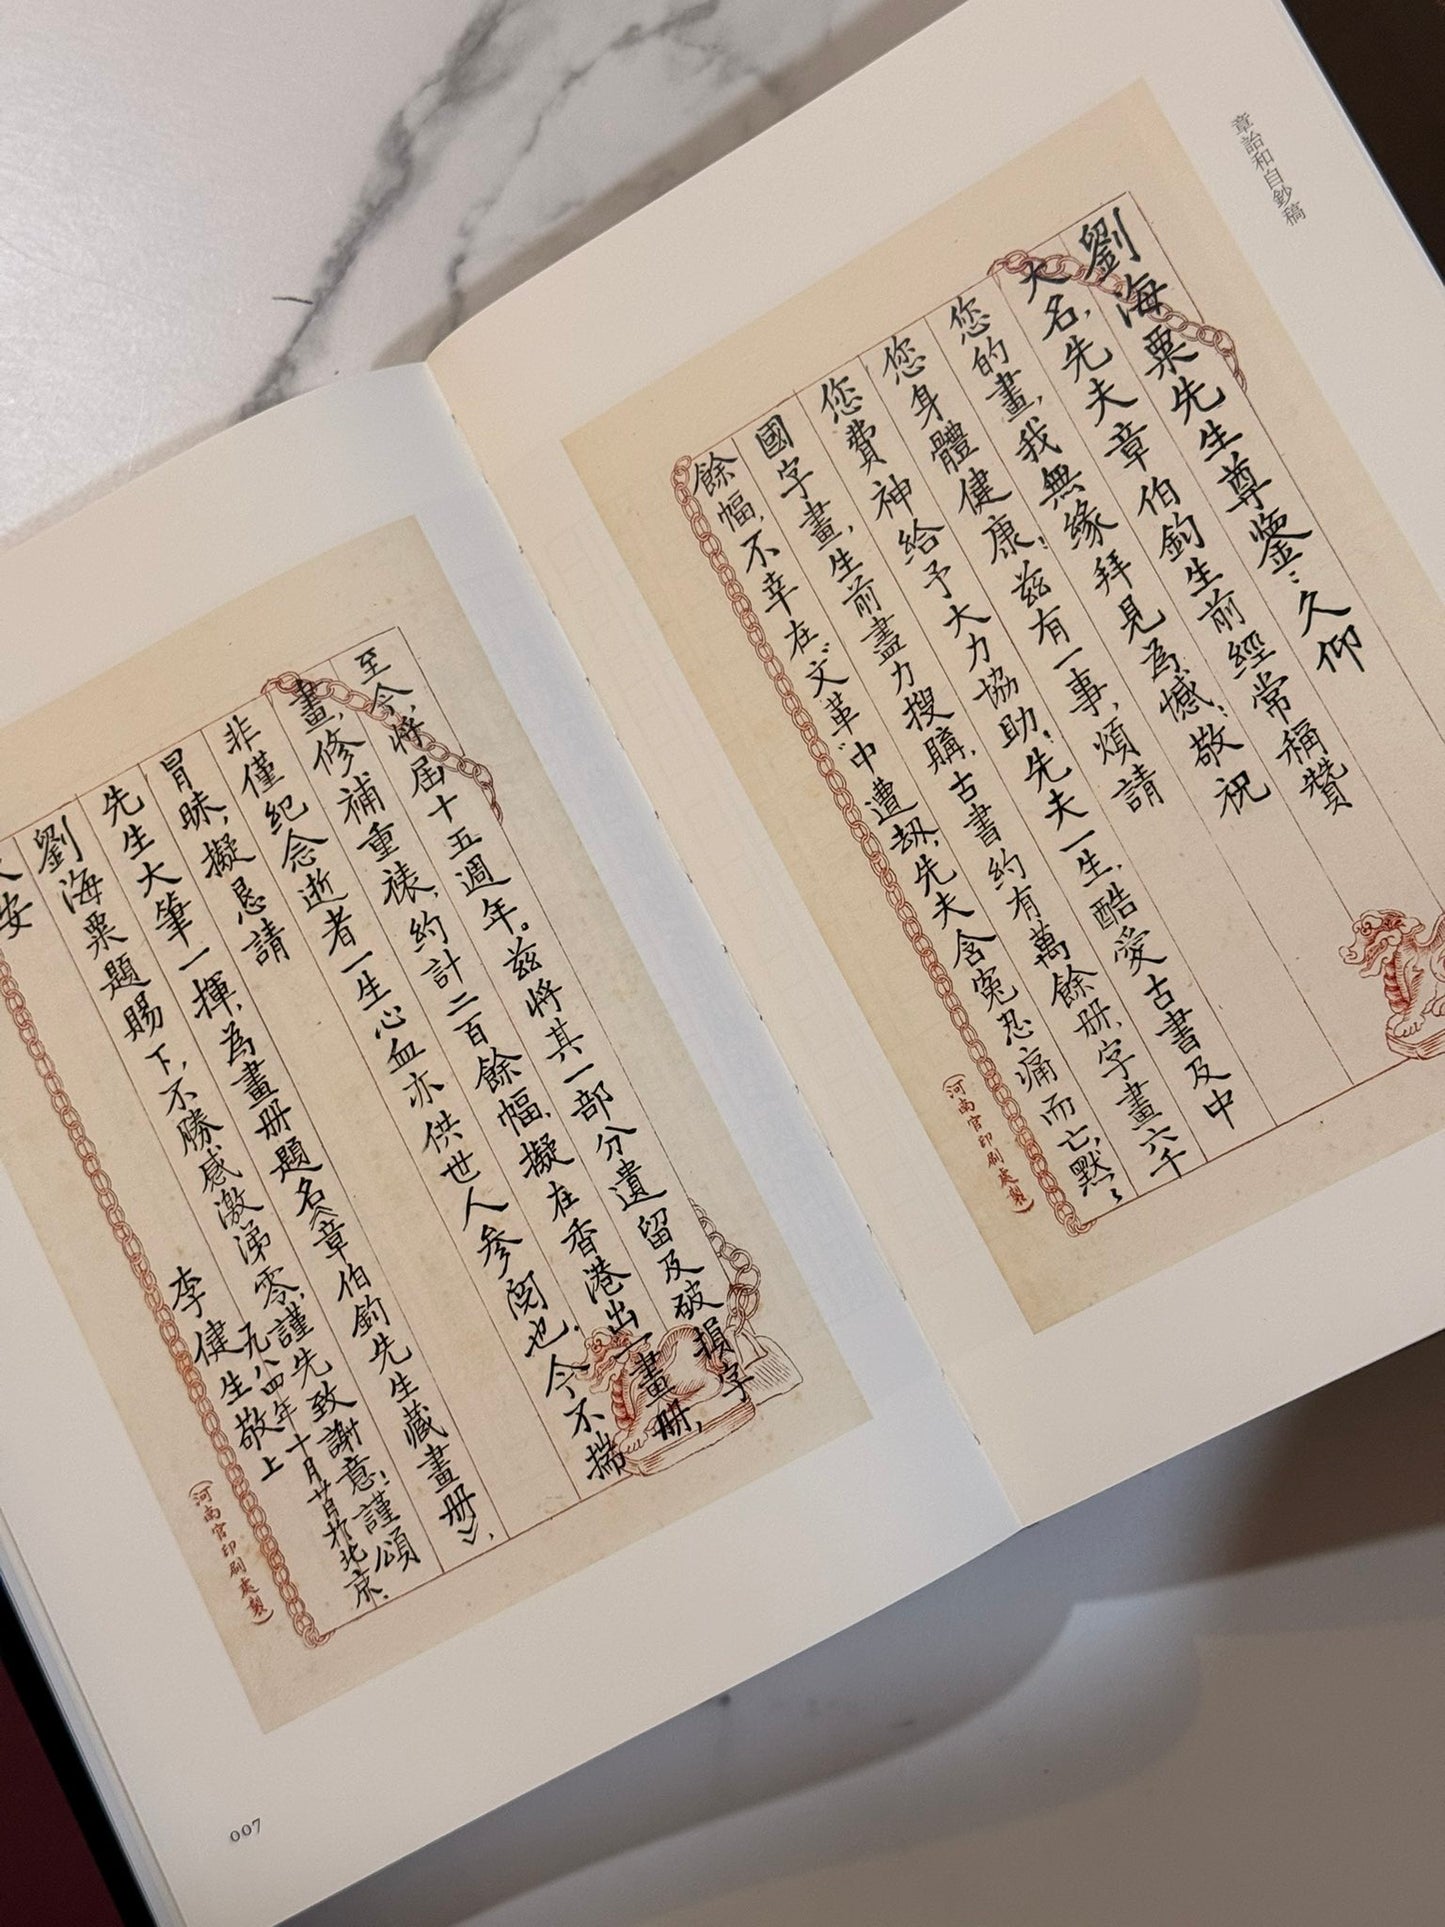 章詒和自鈔稿
劉海粟先生尊鑒：久仰
大名，先夫章伯鈞生前經常稱贊
您的畫，我無緣拜見為憾；敬祝
您身體健康！兹有一事，煩請
您費神給予大力協助！先夫一生，酷愛古書及中
國字畫，生前盡力搜購，古書約有萬餘册，字畫六千
餘幅，不幸在“文革”中遭刼，先夫含冤忍痛而亡，默默
（河南官印刷處製）
至今，將屆十五週年。兹將其一部分遺留及破損字
畫，修補重裱，約計二百餘幅，擬在香港出一畫册，
非僅紀念逝者一生心血亦供世人參閱也。今不揣
冒昧，擬恳請
先生大筆一揮，為畫册題名《章伯鈞先生藏畫册》，
劉海粟題賜下，不勝感激涕零，謹先致謝意！謹頌
安
李健生敬上
九八四年十月廿日於北京．
（河南官印刷處製）
007